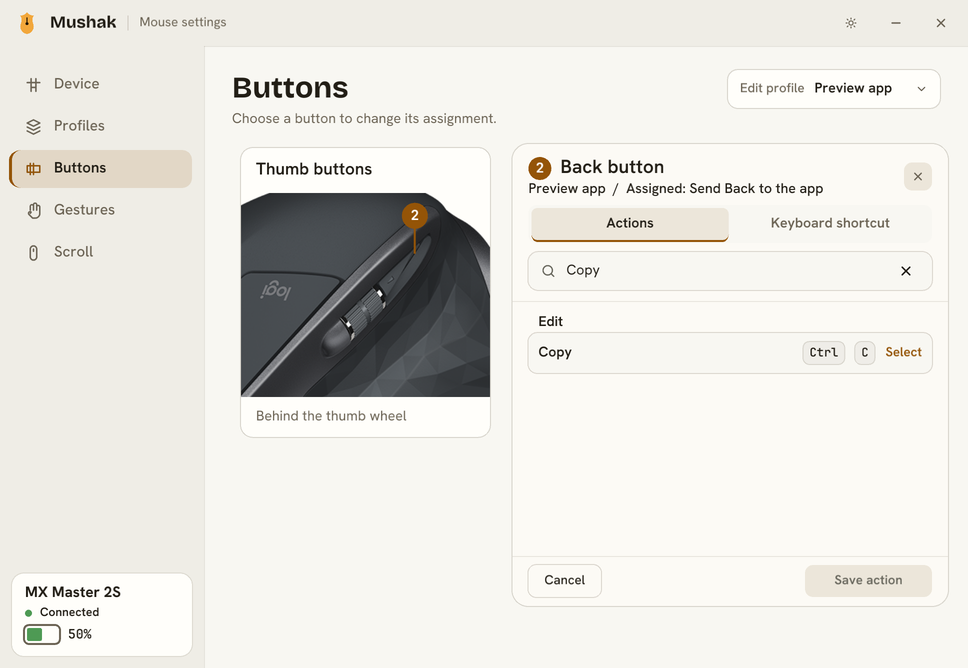 Mushak
Mouse settings
Device
Profiles
Buttons
Gestures
Scroll
MX Master 2S
Connected
50%
Buttons
Choose a button to change its assignment.
Edit profile Preview app
Thumb buttons
2
logi
Behind the thumb wheel
2 Back button
Preview app / Assigned: Send Back to the app
Actions
Keyboard shortcut
Copy
Edit
Copy Ctrl C Select
Cancel
Save action